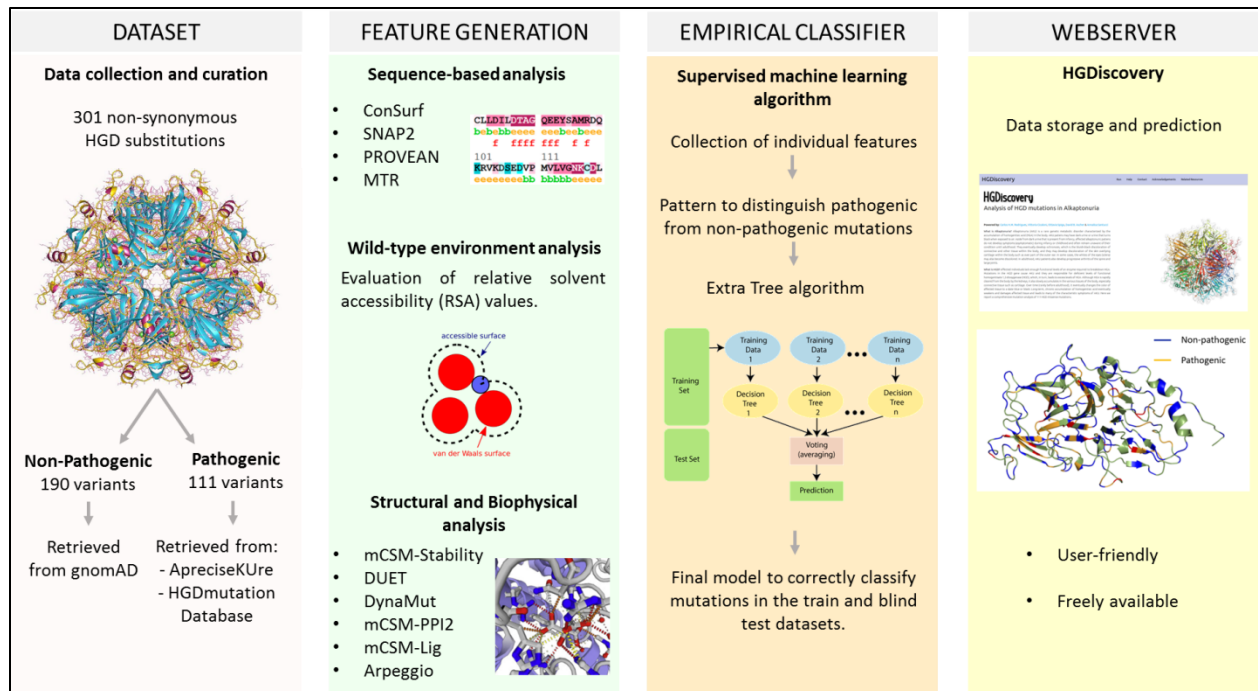 DATASET
Data collection and curation
301 non-synonymous
HGD substitutions
Non-Pathogenic
190 variants
Pathogenic
111 variants
Retrieved
from gnomAD
Retrieved from:
- ApreciseKUre
- HGDmutation
Database
FEATURE GENERATION
Sequence-based analysis
• ConSurf
• SNAP2
• PROVEAN
• MTR
CLLLDILDTAG QEEYSAMRDQ
101 111
KRVKDSEDVP MVLVGNKCDL
Wild-type environment analysis
Evaluation of relative solvent
accessibility (RSA) values.
accessible surface
van der Waals surface
Structural and Biophysical
analysis
• mCSM-Stability
• DUET
• DynaMut
• mCSM-PPI2
• mCSM-Lig
• Arpeggio
EMPIRICAL CLASSIFIER
Supervised machine learning
algorithm
Collection of individual features
Pattern to distinguish pathogenic
from non-pathogenic mutations
Extra Tree algorithm
Training
Set
Test Set
Training
Data
1
Training
Data
2
Training
Data
n
Decision
Tree
1
Decision
Tree
2
Decision
Tree
n
Voting
(averaging)
Prediction
Final model to correctly classify
mutations in the train and blind
test datasets.
WEBSERVER
HGDiscovery
Data storage and prediction
HGDiscovery
HGDiscovery
Analysis of HGD mutations in Alkaptonuria
Non-pathogenic
Pathogenic
• User-friendly
• Freely available